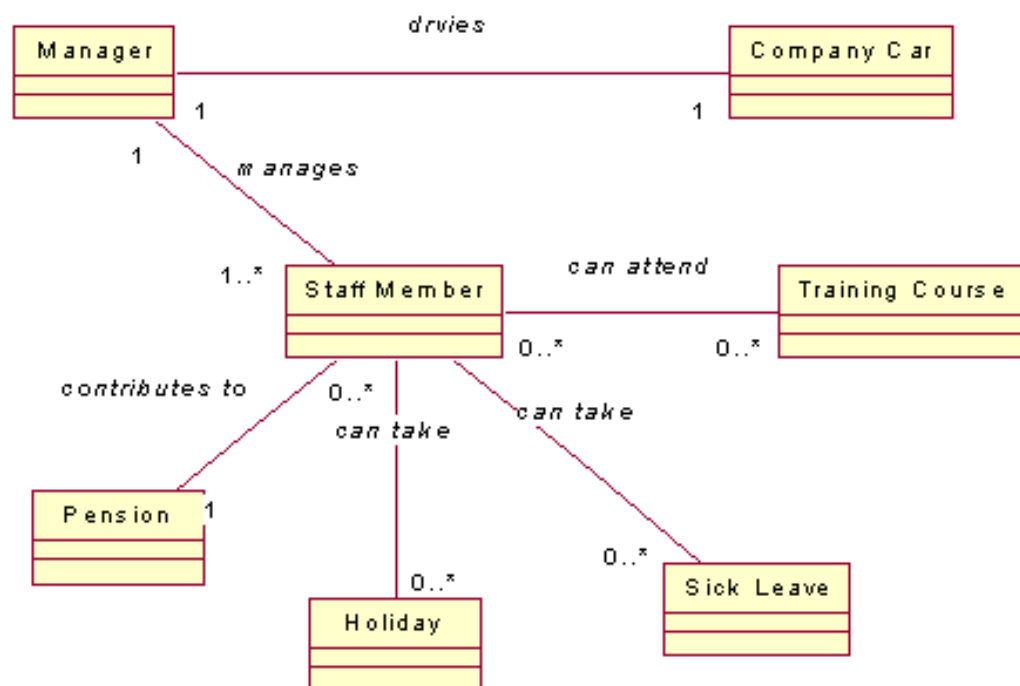 drvies
Manager
Company Car
1
1
1
manages
1..*
can attend
Staff Member
Training Course
0..*
0..*
contributes to
0..*
can take
can take
Pension
1
0..*
0..*
Sick Leave
Holiday